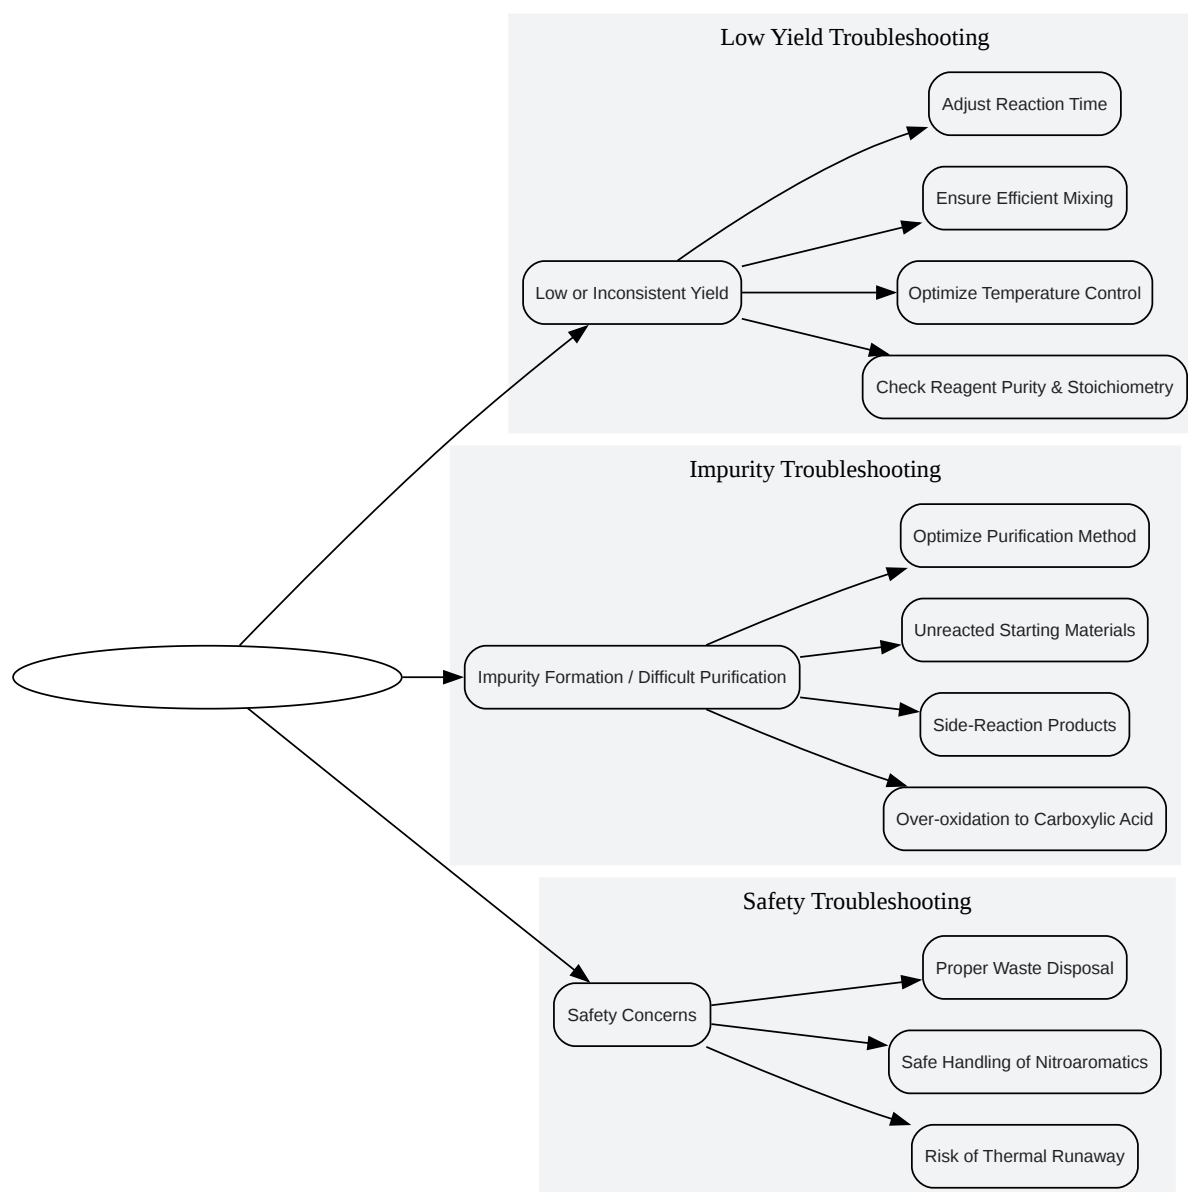 Low Yield Troubleshooting
Adjust Reaction Time
Ensure Efficient Mixing
Low or Inconsistent Yield
Optimize Temperature Control
Check Reagent Purity & Stoichiometry
Impurity Troubleshooting
Optimize Purification Method
Unreacted Starting Materials
Impurity Formation / Difficult Purification
Side-Reaction Products
Over-oxidation to Carboxylic Acid
Safety Troubleshooting
Proper Waste Disposal
Safety Concerns
Safe Handling of Nitroaromatics
Risk of Thermal Runaway